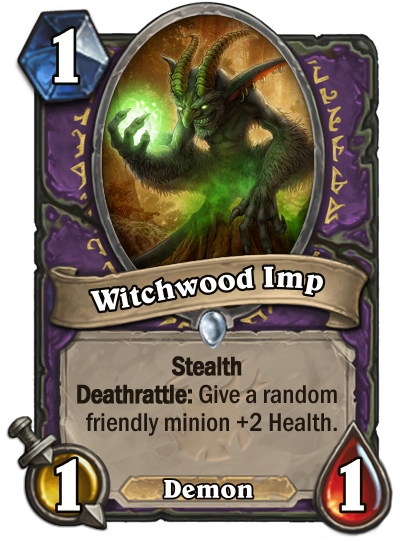 1
Witchwood Imp
Stealth
Deathrattle: Give a random
friendly minion +2 Health.
1
Demon
1